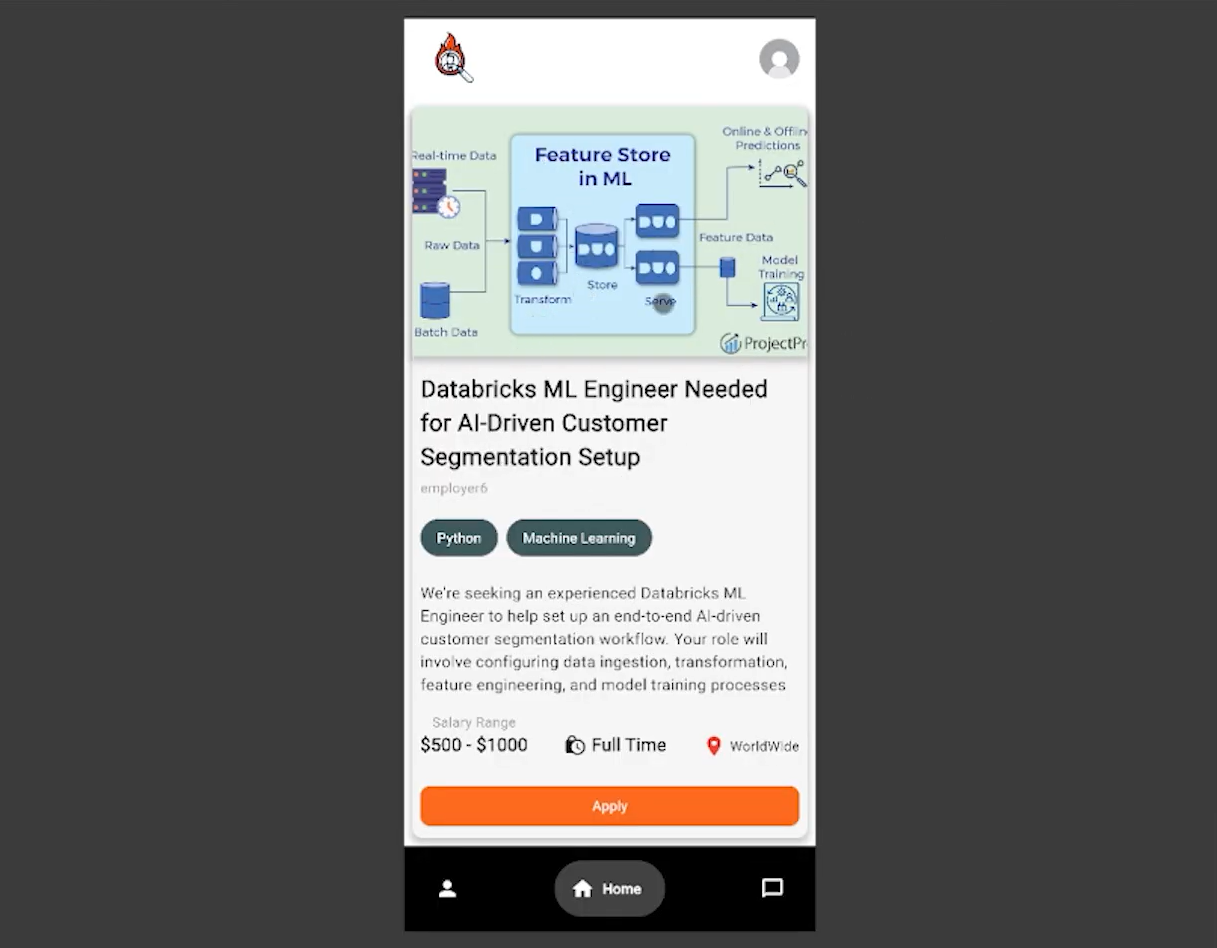 Online & Offlin
Predictions
Real-time Data
Feature Store
in ML
Raw Data
Feature Data
Model
Training
Store
Transform
Serve
Batch Data
ProjectPr
Databricks ML Engineer Needed
for AI-Driven Customer
Segmentation Setup
employer6
Python
Machine Learning
We're seeking an experienced Databricks ML
Engineer to help set up an end-to-end AI-driven
customer segmentation workflow. Your role will
involve configuring data ingestion, transformation,
feature engineering, and model training processes
Salary Range
$500 - $1000
Full Time
WorldWide
Apply
Home